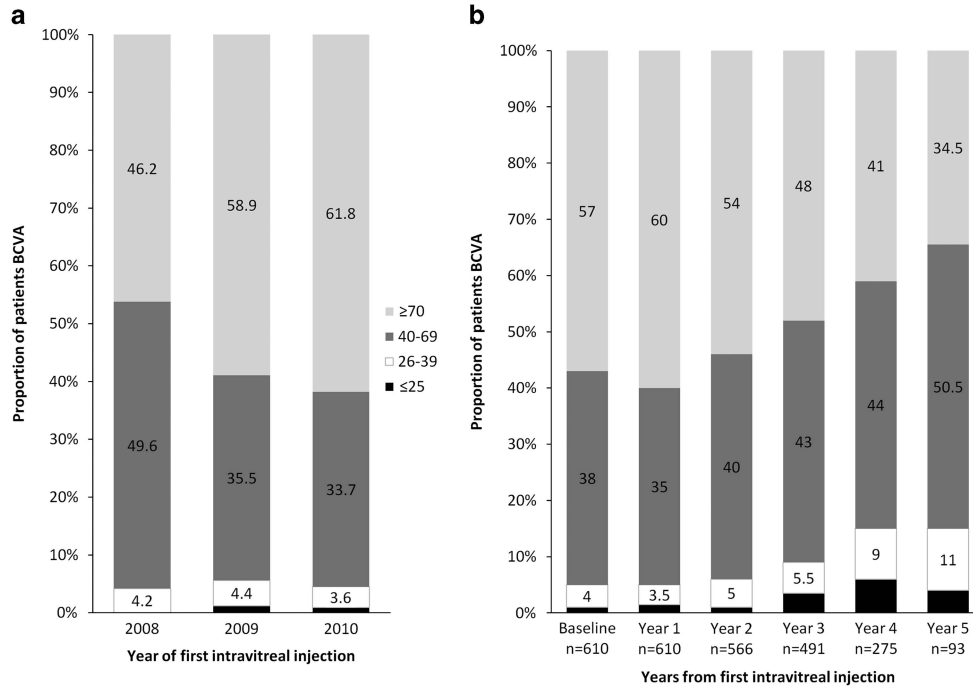 a
100%
90%
80%
70%
60%
50%
40%
30%
20%
10%
0%
Proportion of patients BCVA
46.2
58.9
61.8
49.6
35.5
33.7
4.2
4.4
3.6
2008 2009 2010
Year of first intravitreal injection
≥70
40-69
26-39
≤25
b
100%
90%
80%
70%
60%
50%
40%
30%
20%
10%
0%
Proportion of patients BCVA
57 60 54 48 41 34.5
38 35 40 43 44 50.5
4 3.5 5 5.5 9 11
Baseline Year 1 Year 2 Year 3 Year 4 Year 5
n=610 n=610 n=566 n=491 n=275 n=93
Years from first intravitreal injection